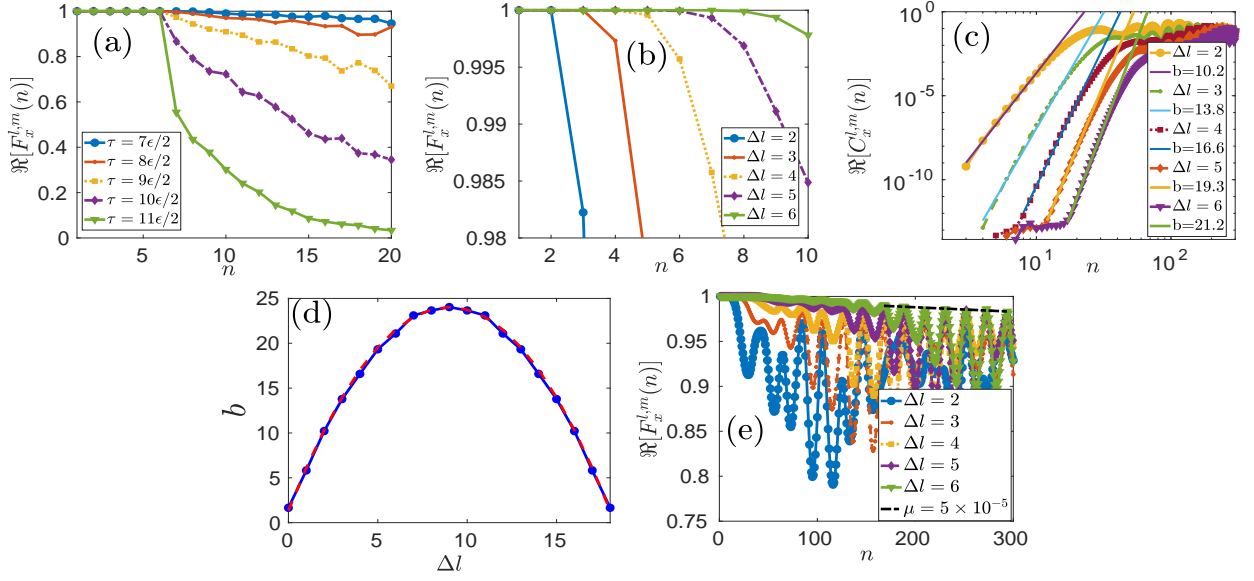 (a)
ℜ[F_x^{l,m}(n)]
1
0.8
0.6
0.4
0.2
0
5 10 15 20
n
τ = 7ϵ/2
τ = 8ϵ/2
τ = 9ϵ/2
τ = 10ϵ/2
τ = 11ϵ/2
(b)
ℜ[F_x^{l,m}(n)]
1
0.995
0.99
0.985
0.98
2 4 6 8 10
n
Δl = 2
Δl = 3
Δl = 4
Δl = 5
Δl = 6
(c)
ℜ[C_x^{l,m}(n)]
10^0
10^{-5}
10^{-10}
10^1 10^2
n
Δl = 2
b=10.2
Δl = 3
b=13.8
Δl = 4
b=16.6
Δl = 5
b=19.3
Δl = 6
b=21.2
(d)
b
25
20
15
10
5
0
0 5 10 15
Δl
(e)
ℜ[F_x^{l,m}(n)]
1
0.95
0.9
0.85
0.8
0.75
0 100 200 300
n
Δl = 2
Δl = 3
Δl = 4
Δl = 5
Δl = 6
μ = 5 × 10^{-5}